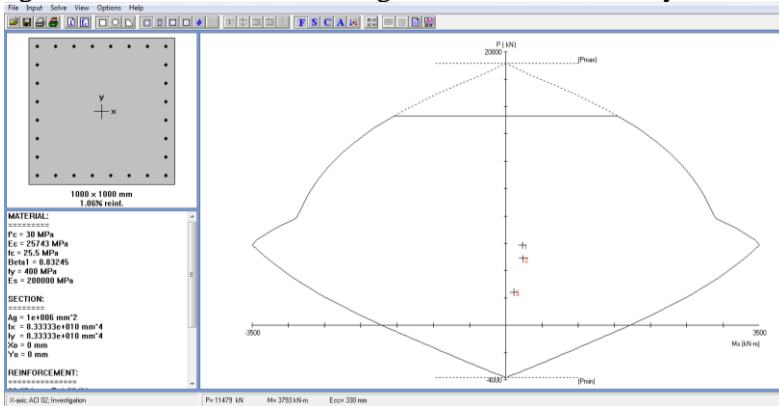 File Input Solve View Options Help
F S C A
y
x
1000 x 1000 mm
1.06% reinf.
MATERIAL:
=========
f'c = 30 MPa
Ec = 25743 MPa
fc = 25.5 MPa
Beta1 = 0.83245
fy = 400 MPa
Es = 200000 MPa
SECTION:
========
Ag = 1e+006 mm^2
Ix = 8.33333e+010 mm^4
Iy = 8.33333e+010 mm^4
Xo = 0 mm
Yo = 0 mm
REINFORCEMENT:
==============
P ( kN)
20000
(Pmax)
1
2
3
-3500
3500
Mx (kN-m)
-4000
(Pmin)
X-axis; ACI 02; Investigation
P= 11479 kN M= 3793 kN-m Ecc= 330 mm